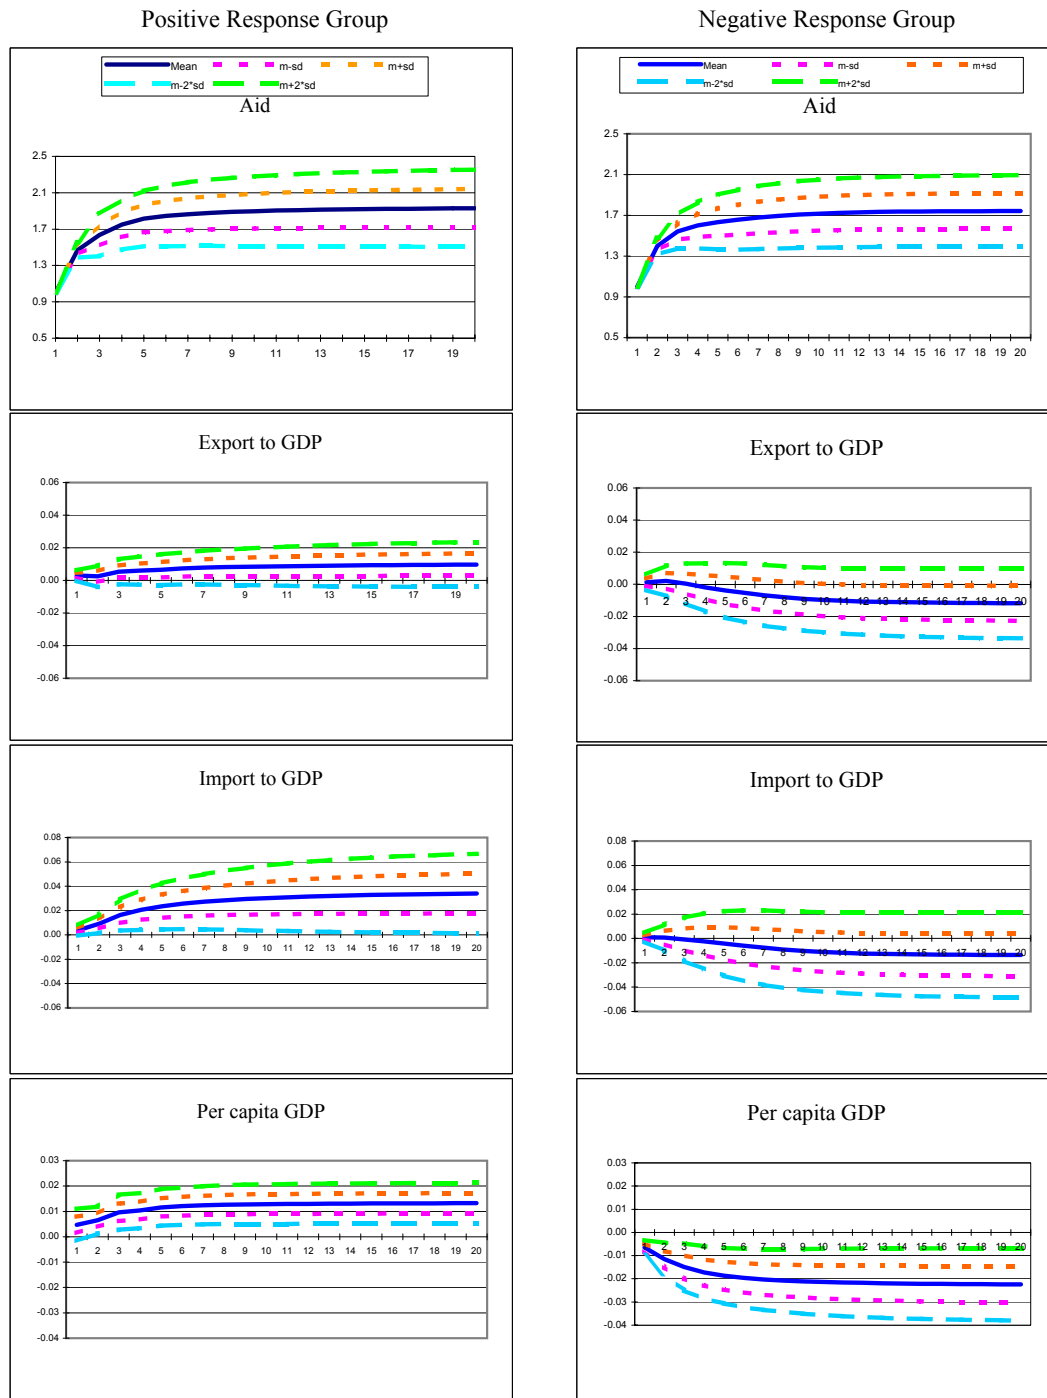 Positive Response Group
Negative Response Group
Mean m-sd m+sd
m-2*sd m+2*sd
Aid
2.5
2.1
1.7
1.3
0.9
0.5
1 3 5 7 9 11 13 15 17 19
Mean m-sd m+sd
m-2*sd m+2*sd
Aid
2.5
2.1
1.7
1.3
0.9
0.5
1 2 3 4 5 6 7 8 9 10 11 12 13 14 15 16 17 18 19 20
Export to GDP
0.06
0.04
0.02
0.00
-0.02
-0.04
-0.06
1 3 5 7 9 11 13 15 17 19
Export to GDP
0.06
0.04
0.02
0.00
-0.02
-0.04
-0.06
1 2 3 4 5 6 7 8 9 10 11 12 13 14 15 16 17 18 19 20
Import to GDP
0.08
0.06
0.04
0.02
0.00
-0.02
-0.04
-0.06
1 2 3 4 5 6 7 8 9 10 11 12 13 14 15 16 17 18 19 20
Import to GDP
0.08
0.06
0.04
0.02
0.00
-0.02
-0.04
-0.06
1 2 3 4 5 6 7 8 9 10 11 12 13 14 15 16 17 18 19 20
Per capita GDP
0.03
0.02
0.01
0.00
-0.01
-0.02
-0.03
-0.04
1 2 3 4 5 6 7 8 9 10 11 12 13 14 15 16 17 18 19 20
Per capita GDP
0.03
0.02
0.01
0.00
-0.01
-0.02
-0.03
-0.04
1 2 3 4 5 6 7 8 9 10 11 12 13 14 15 16 17 18 19 20